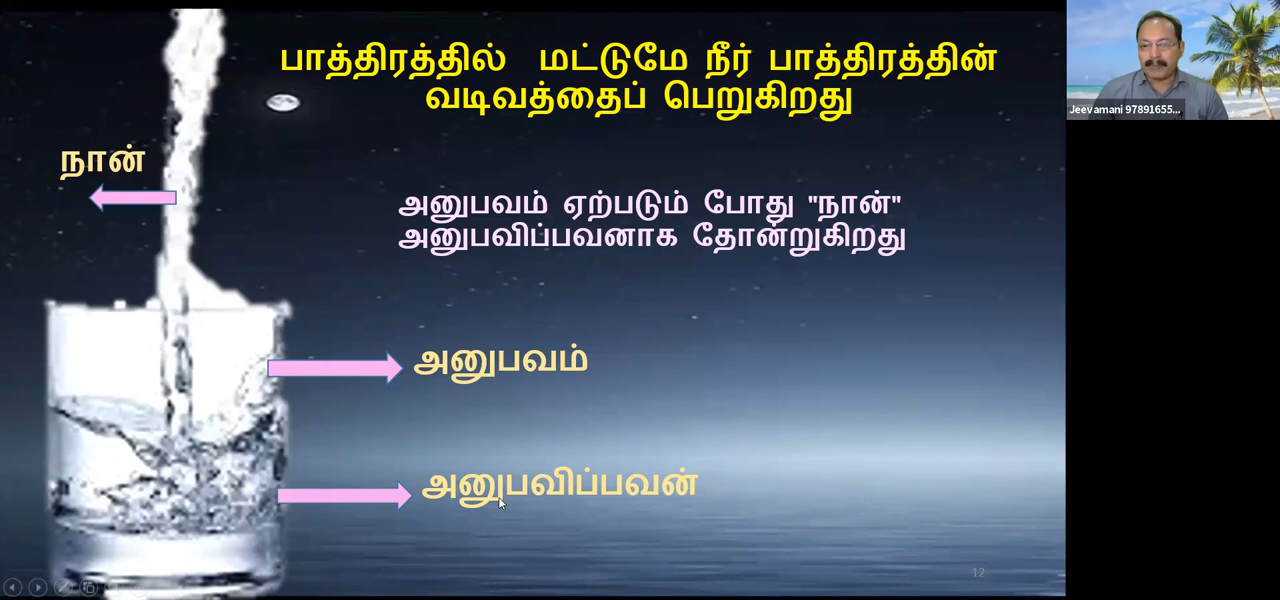 பாத்திரத்தில் மட்டுமே நீர் பாத்திரத்தின்
வடிவத்தைப் பெறுகிறது
நான்
அனுபவம் ஏற்படும் போது "நான்"
அனுபவிப்பவனாக தோன்றுகிறது
அனுபவம்
அனுபவிப்பவன்
12
Jeevamani 97891655...